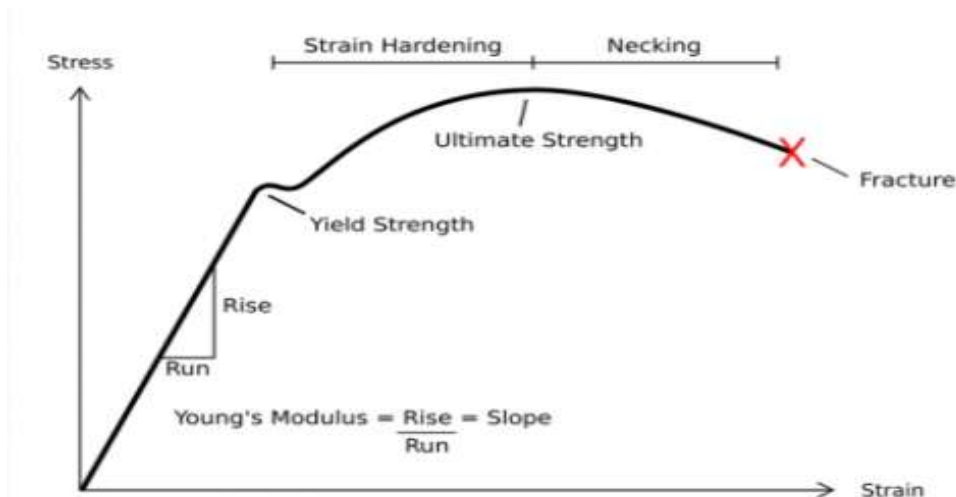 Strain Hardening
Necking
Stress
Ultimate Strength
Fracture
Yield Strength
Rise
Run
Young's Modulus = Rise = Slope
Run
Strain